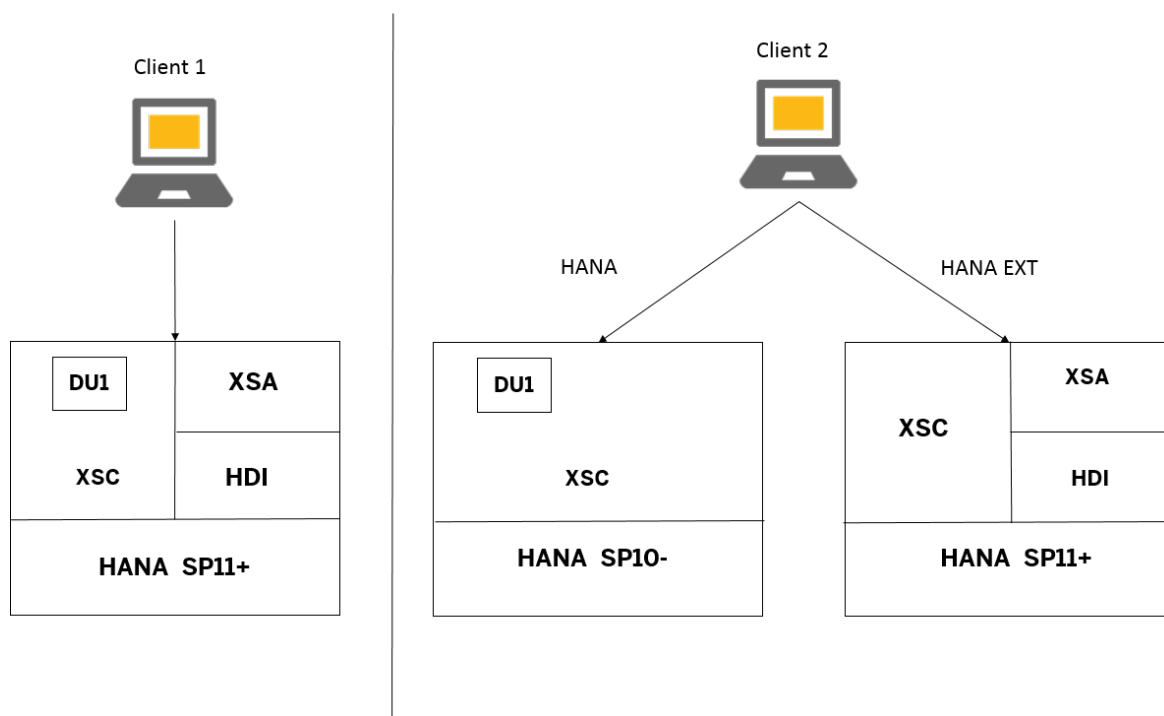 Client 1
DU1
XSA
XSC
HDI
HANA SP11+
Client 2
HANA
HANA EXT
DU1
XSC
HANA SP10-
XSC
XSA
HDI
HANA SP11+